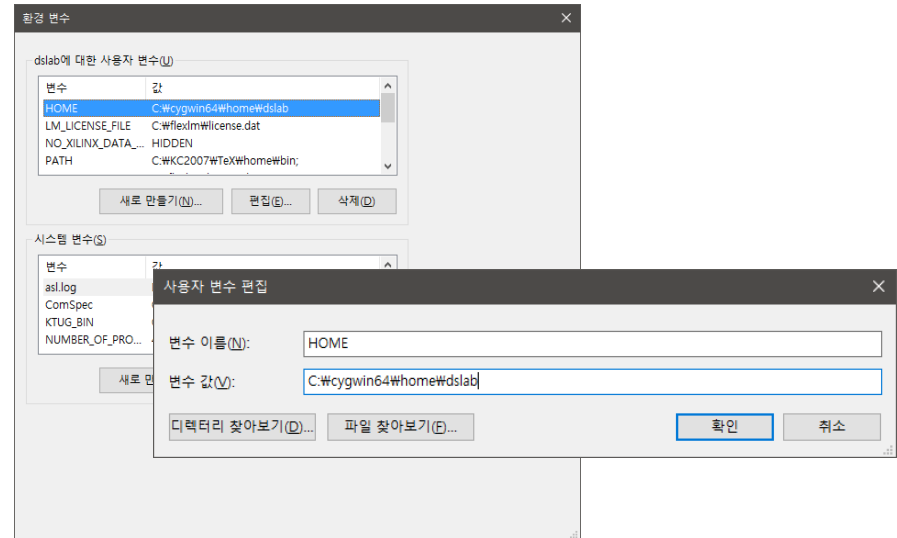 환경 변수
dslab에 대한 사용자 변수(U)
변수 값
HOME C:₩cygwin64₩home₩dslab
LM_LICENSE_FILE C:₩flexlm₩license.dat
NO_XILINX_DATA_... HIDDEN
PATH C:₩KC2007₩TeX₩home₩bin;
새로 만들기(N)... 편집(E)... 삭제(D)
시스템 변수(S)
변수 값
asl.log
ComSpec
KTUG_BIN
NUMBER_OF_PRO...
새로 만
사용자 변수 편집
변수 이름(N): HOME
변수 값(V): C:₩cygwin64₩home₩dslab
디렉터리 찾아보기(D)... 파일 찾아보기(F)... 확인 취소